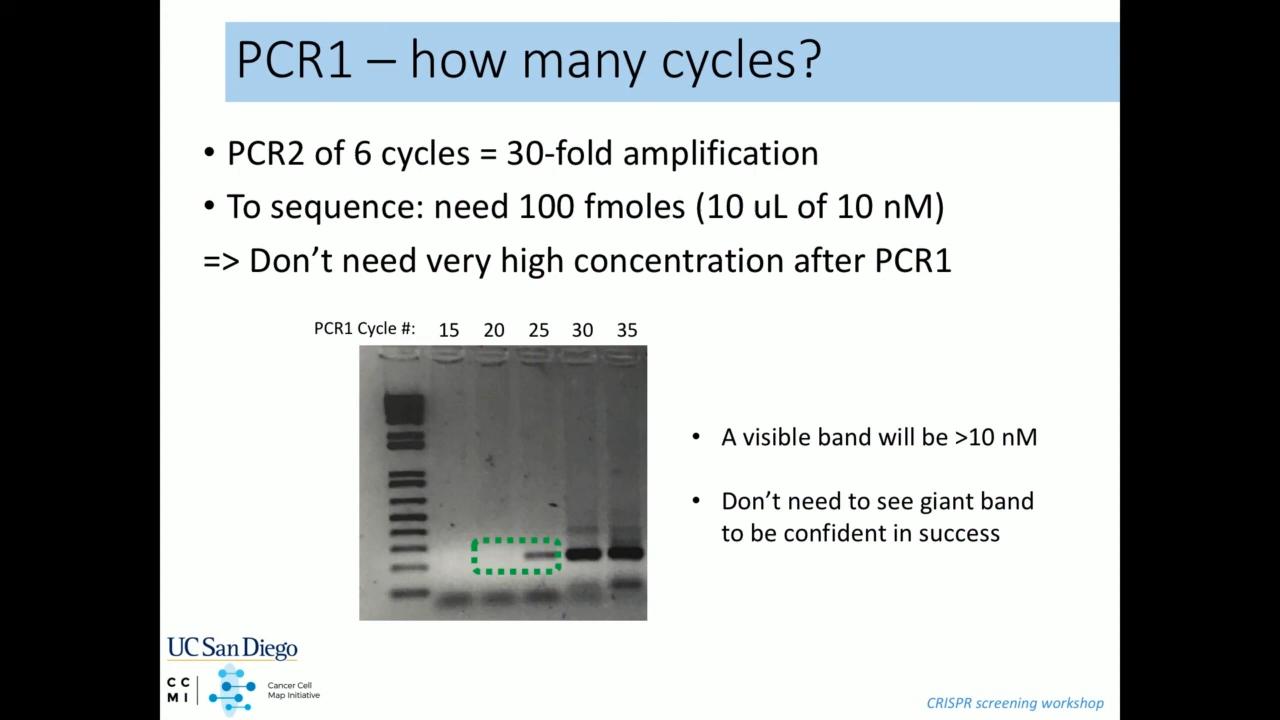 PCR1 – how many cycles?
• PCR2 of 6 cycles = 30-fold amplification
• To sequence: need 100 fmoles (10 uL of 10 nM)
=> Don’t need very high concentration after PCR1
PCR1 Cycle #: 15 20 25 30 35
• A visible band will be >10 nM
• Don’t need to see giant band
to be confident in success
UC San Diego
CC
MI
Cancer Cell
Map Initiative
CRISPR screening workshop